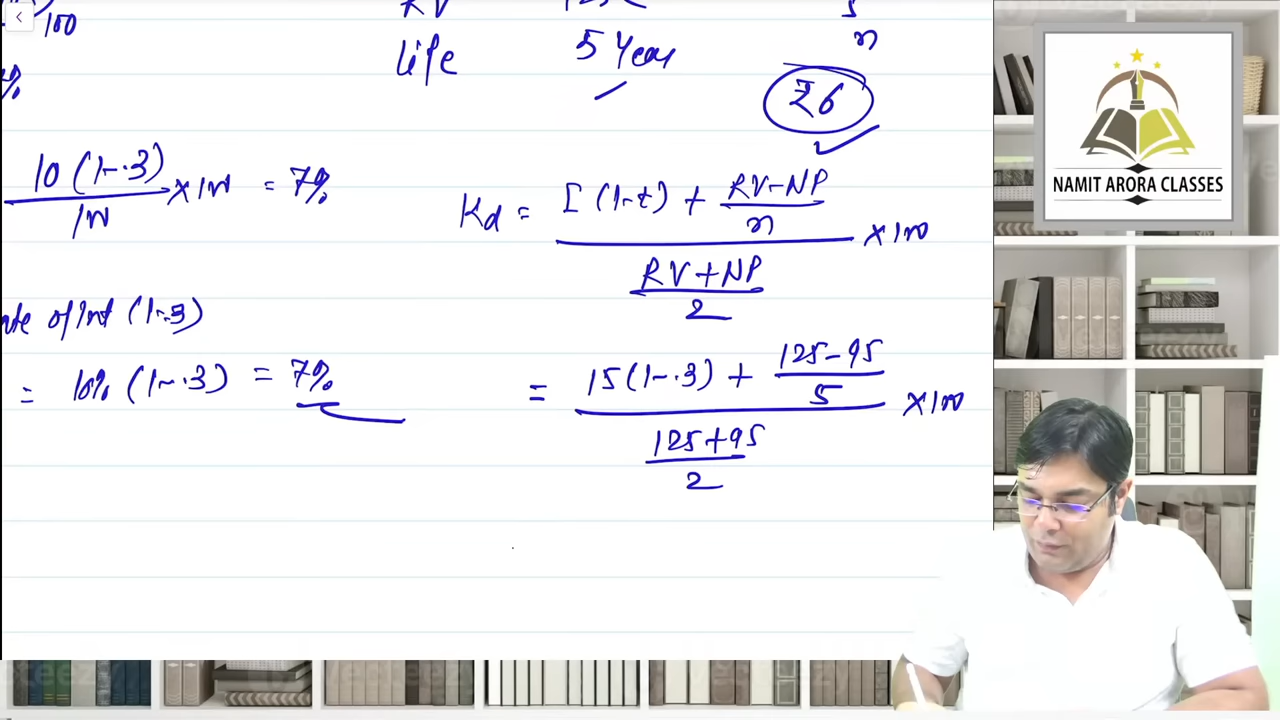 100
RV
n
life 5 Year
%
₹6
10 (1-.3) / 100 × 100 = 7%
Kd = I (1-t) + RV-NP / n
× 100
RV+NP / 2
of Int (1-.3)
= 10% (1-.3) = 7%
= 15(1-.3) + 125-95 / 5
× 100
125+95 / 2
NAMIT ARORA CLASSES